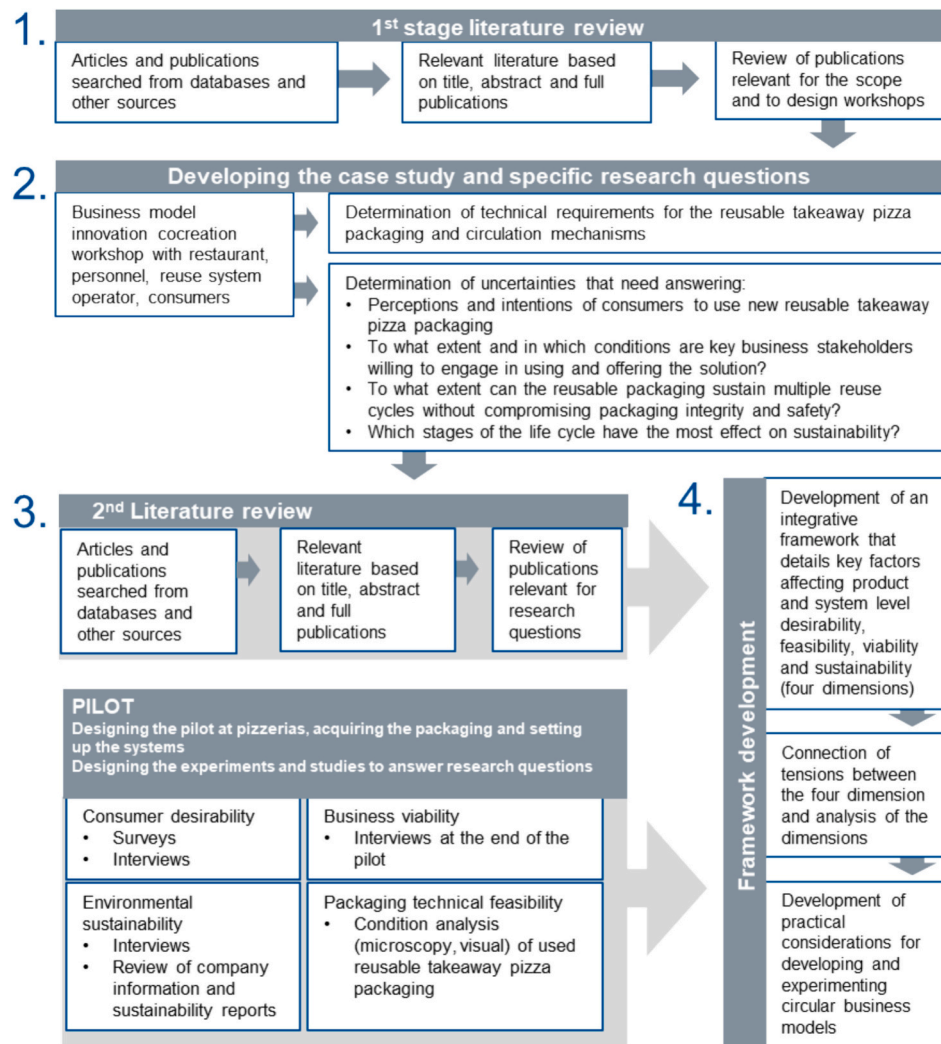 1.
1st stage literature review
Articles and publications
searched from databases and
other sources
Relevant literature based
on title, abstract and full
publications
Review of publications
relevant for the scope
and to design workshops
2.
Developing the case study and specific research questions
Business model
innovation cocreation
workshop with restaurant,
personnel, reuse system
operator, consumers
Determination of technical requirements for the reusable takeaway pizza
packaging and circulation mechanisms
Determination of uncertainties that need answering:
• Perceptions and intentions of consumers to use new reusable takeaway
pizza packaging
• To what extent and in which conditions are key business stakeholders
willing to engage in using and offering the solution?
• To what extent can the reusable packaging sustain multiple reuse
cycles without compromising packaging integrity and safety?
• Which stages of the life cycle have the most effect on sustainability?
3.
2nd Literature review
Articles and
publications
searched from
databases and
other sources
Relevant
literature based
on title, abstract
and full
publications
Review of
publications
relevant for
research
questions
PILOT
Designing the pilot at pizzerias, acquiring the packaging and setting
up the systems
Designing the experiments and studies to answer research questions
Consumer desirability
• Surveys
• Interviews
Business viability
• Interviews at the end of the
pilot
Environmental
sustainability
• Interviews
• Review of company
information and
sustainability reports
Packaging technical feasibility
• Condition analysis
(microscopy, visual) of used
reusable takeaway pizza
packaging
4.
Framework development
Development of an
integrative
framework that
details key factors
affecting product
and system level
desirability,
feasibility, viability
and sustainability
(four dimensions)
Connection of
tensions between
the four dimension
and analysis of the
dimensions
Development of
practical
considerations for
developing and
experimenting
circular business
models